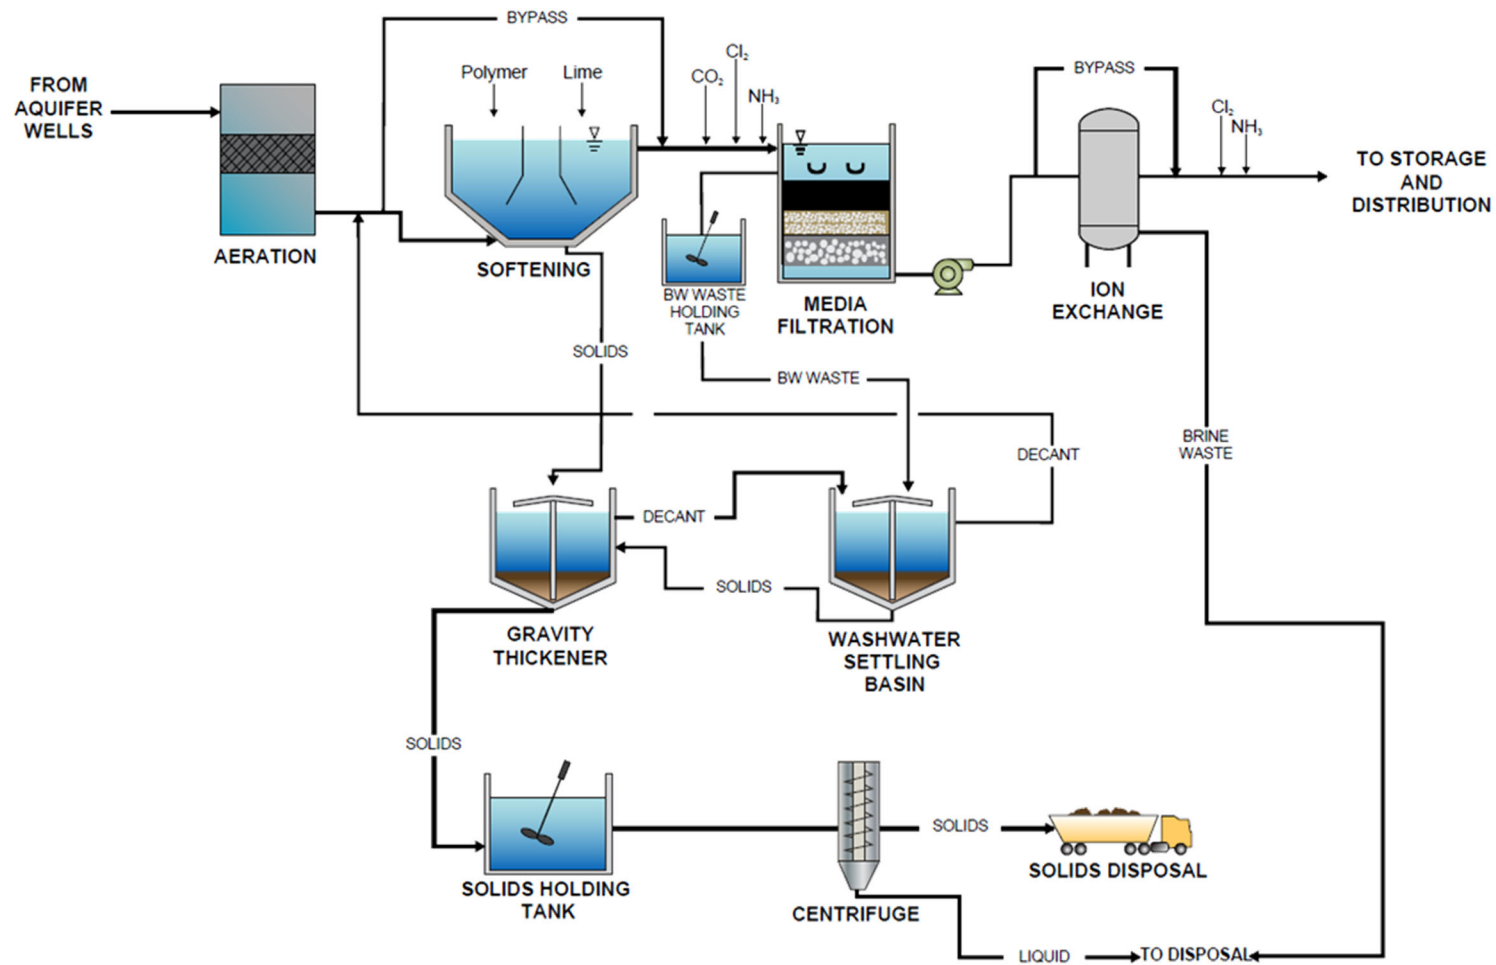 BYPASS
FROM
AQUIFER
WELLS
AERATION
Polymer
Lime
SOFTENING
CO₂
Cl₂
NH₃
BW WASTE
HOLDING
TANK
MEDIA
FILTRATION
BYPASS
ION
EXCHANGE
Cl₂
NH₃
TO STORAGE
AND
DISTRIBUTION
SOLIDS
BW WASTE
DECANT
BRINE
WASTE
DECANT
SOLIDS
GRAVITY
THICKENER
WASHWATER
SETTLING
BASIN
SOLIDS
SOLIDS HOLDING
TANK
CENTRIFUGE
SOLIDS
SOLIDS DISPOSAL
LIQUID
TO DISPOSAL